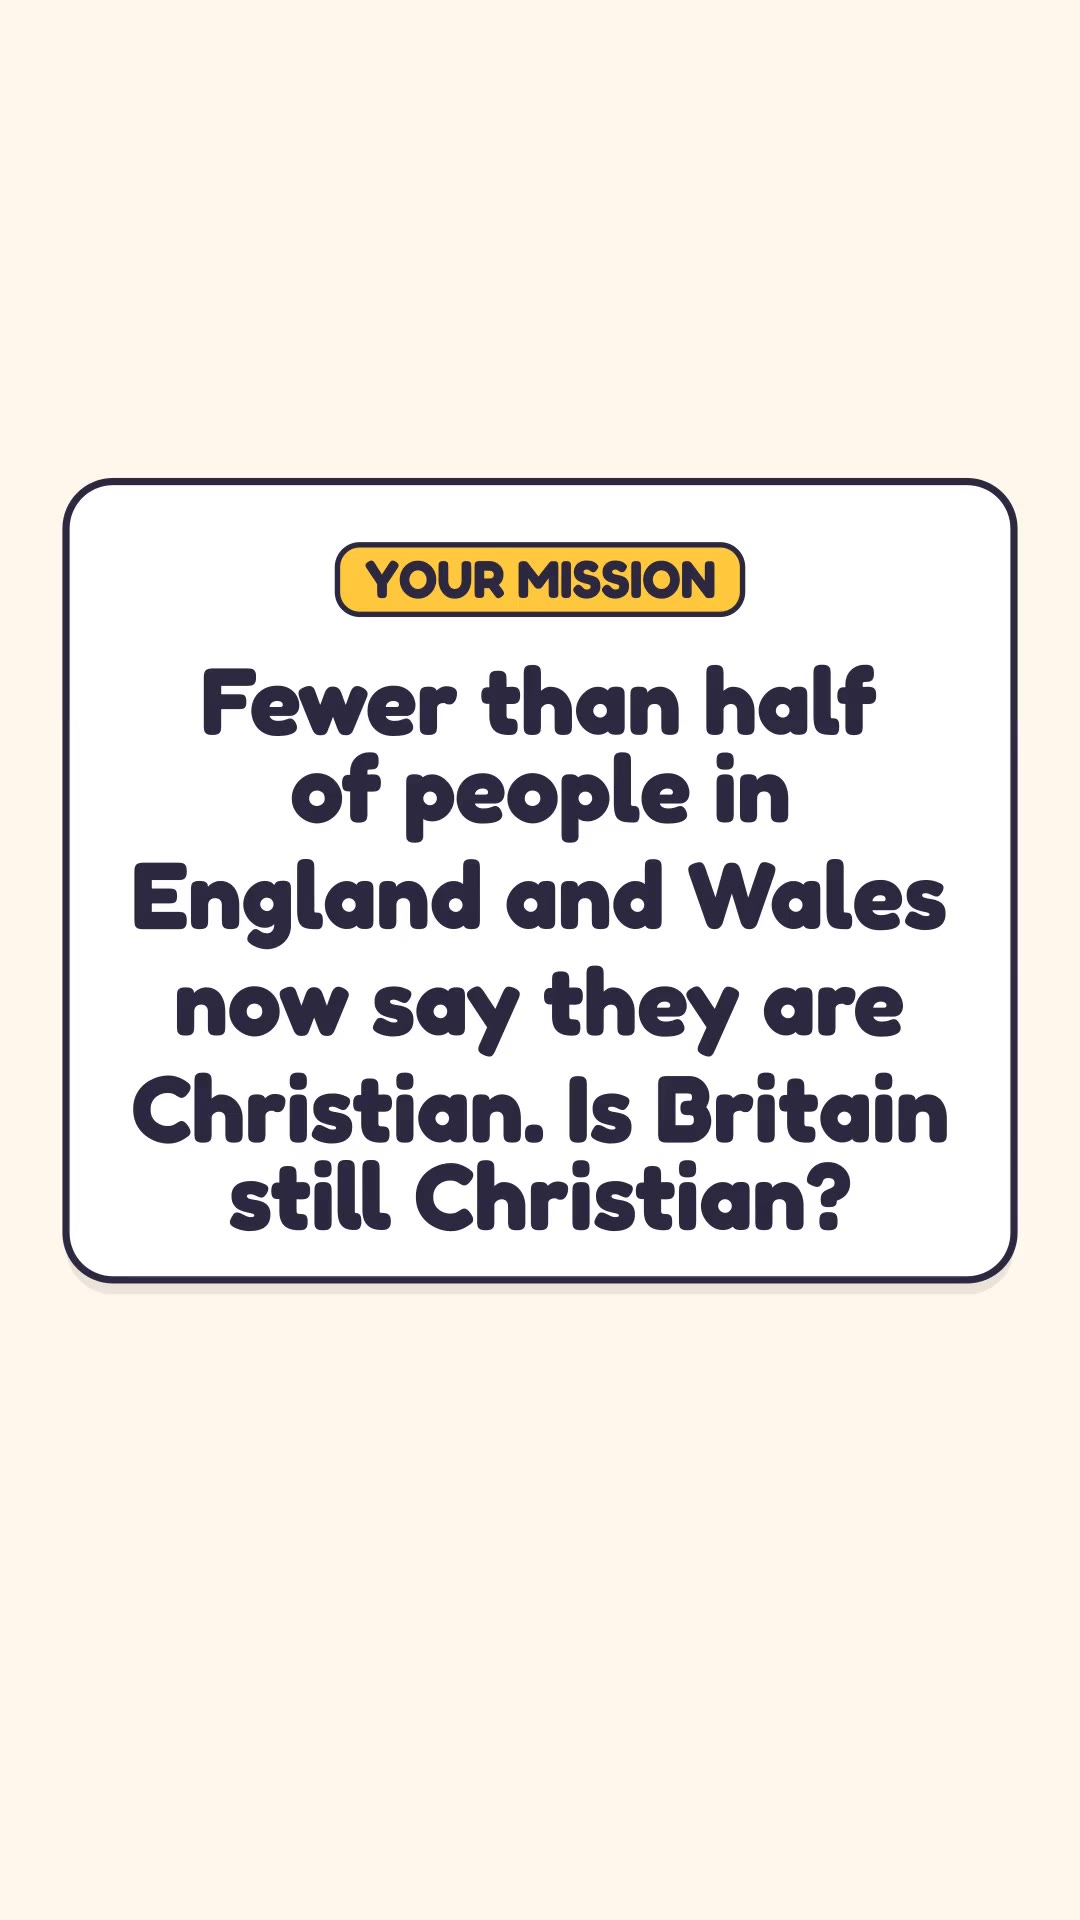 YOUR MISSION
Fewer than half
of people in
England and Wales
now say they are
Christian. Is Britain
still Christian?